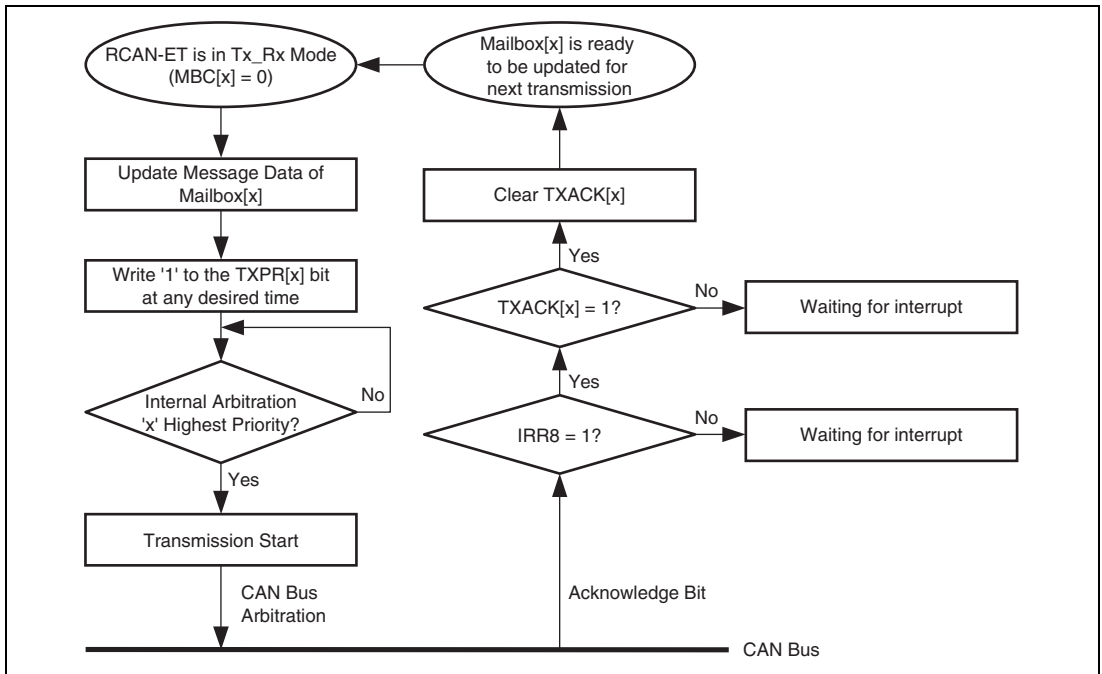 RCAN-ET is in Tx_Rx Mode
(MBC[x] = 0)
Update Message Data of
Mailbox[x]
Write '1' to the TXPR[x] bit
at any desired time
Internal Arbitration
'x' Highest Priority?
No
Yes
Transmission Start
CAN Bus
Arbitration
Mailbox[x] is ready
to be updated for
next transmission
Clear TXACK[x]
Yes
TXACK[x] = 1?
No
Waiting for interrupt
Yes
IRR8 = 1?
No
Waiting for interrupt
Acknowledge Bit
CAN Bus